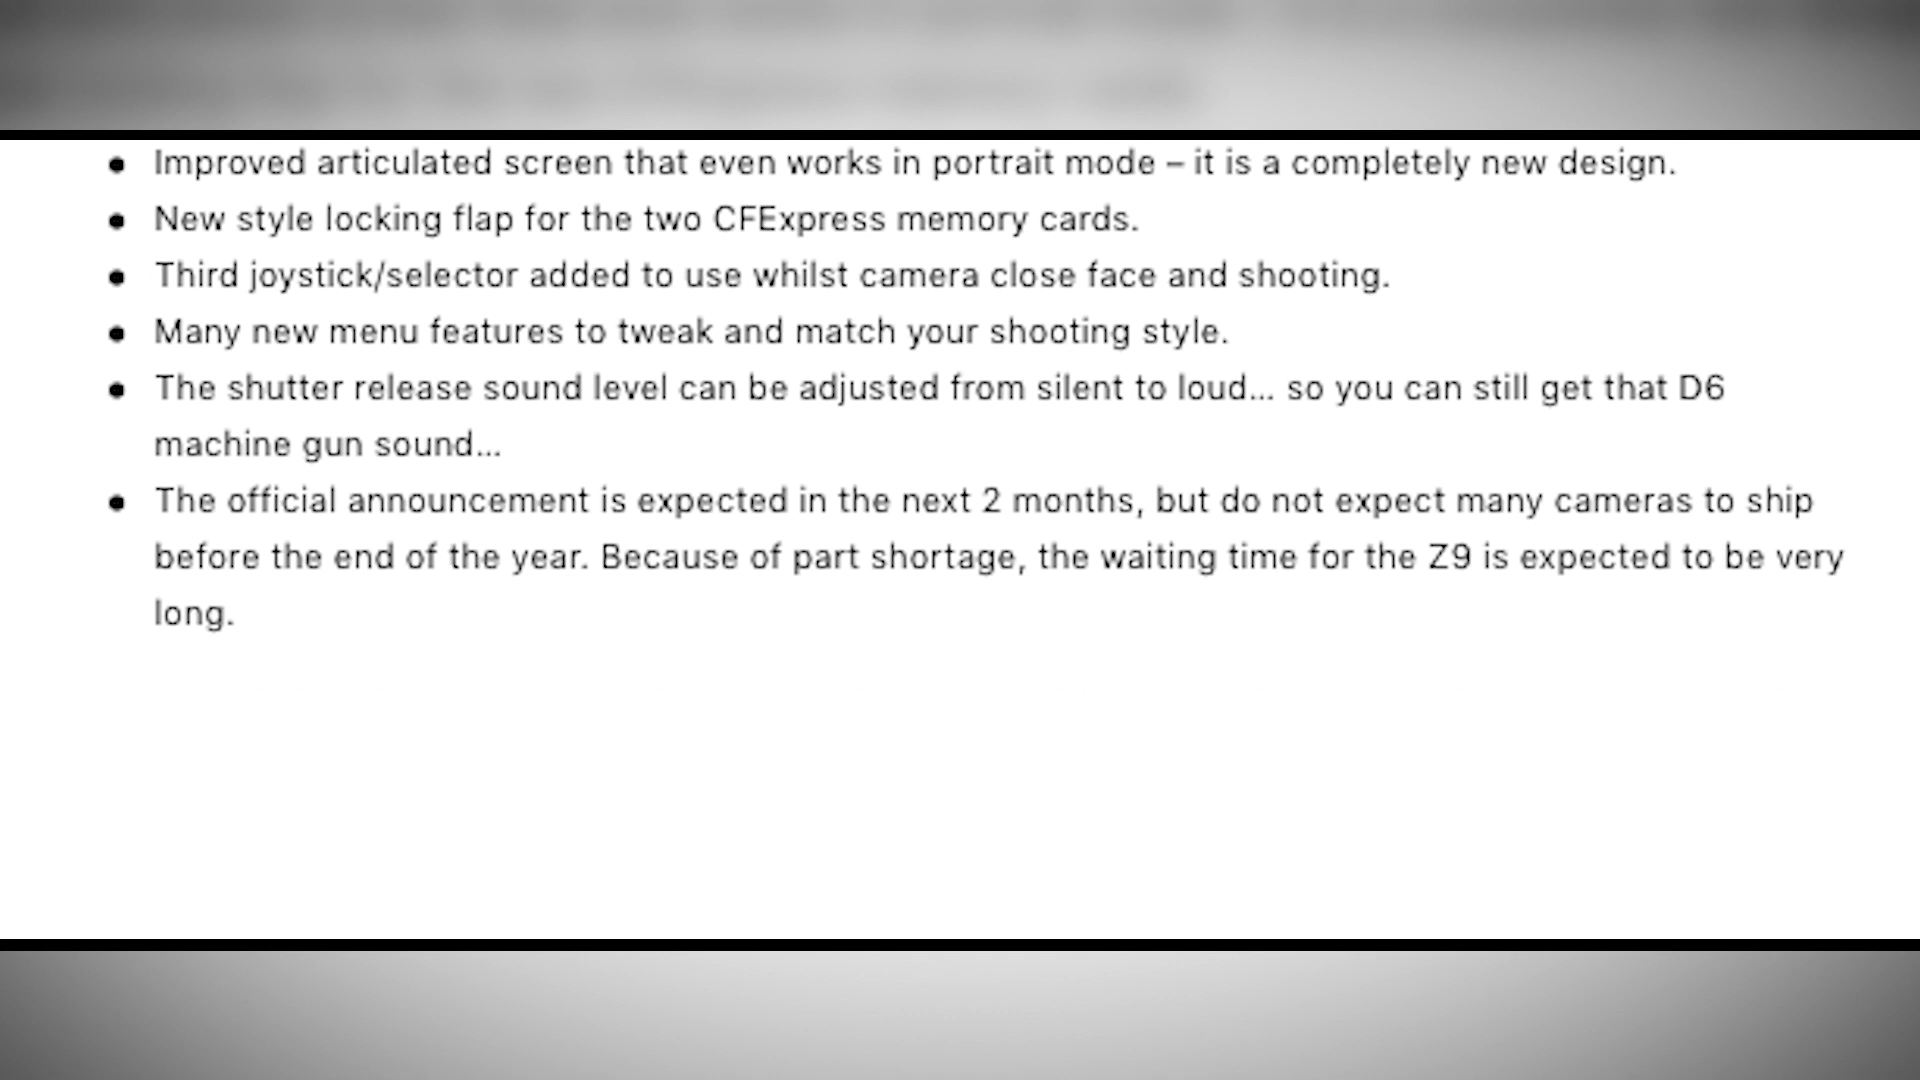 • Improved articulated screen that even works in portrait mode – it is a completely new design.
• New style locking flap for the two CFExpress memory cards.
• Third joystick/selector added to use whilst camera close face and shooting.
• Many new menu features to tweak and match your shooting style.
• The shutter release sound level can be adjusted from silent to loud... so you can still get that D6
machine gun sound...
• The official announcement is expected in the next 2 months, but do not expect many cameras to ship
before the end of the year. Because of part shortage, the waiting time for the Z9 is expected to be very
long.